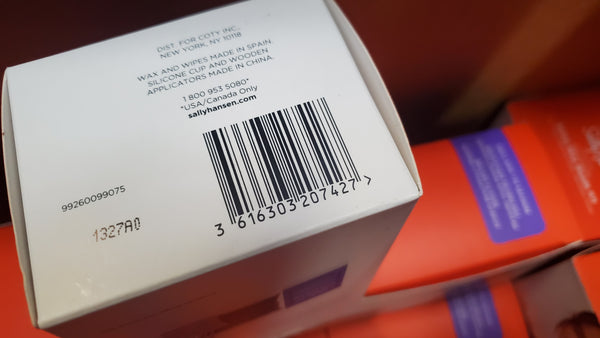 DIST. FOR COTY INC.
NEW YORK, NY 10118
WAX AND WIPES MADE IN SPAIN.
SILICONE CUP AND WOODEN
APPLICATORS MADE IN CHINA.
1 800 953 5080*
*USA/Canada Only
sallyhansen.com
99260099075
1327A0
3 616303 207427 >